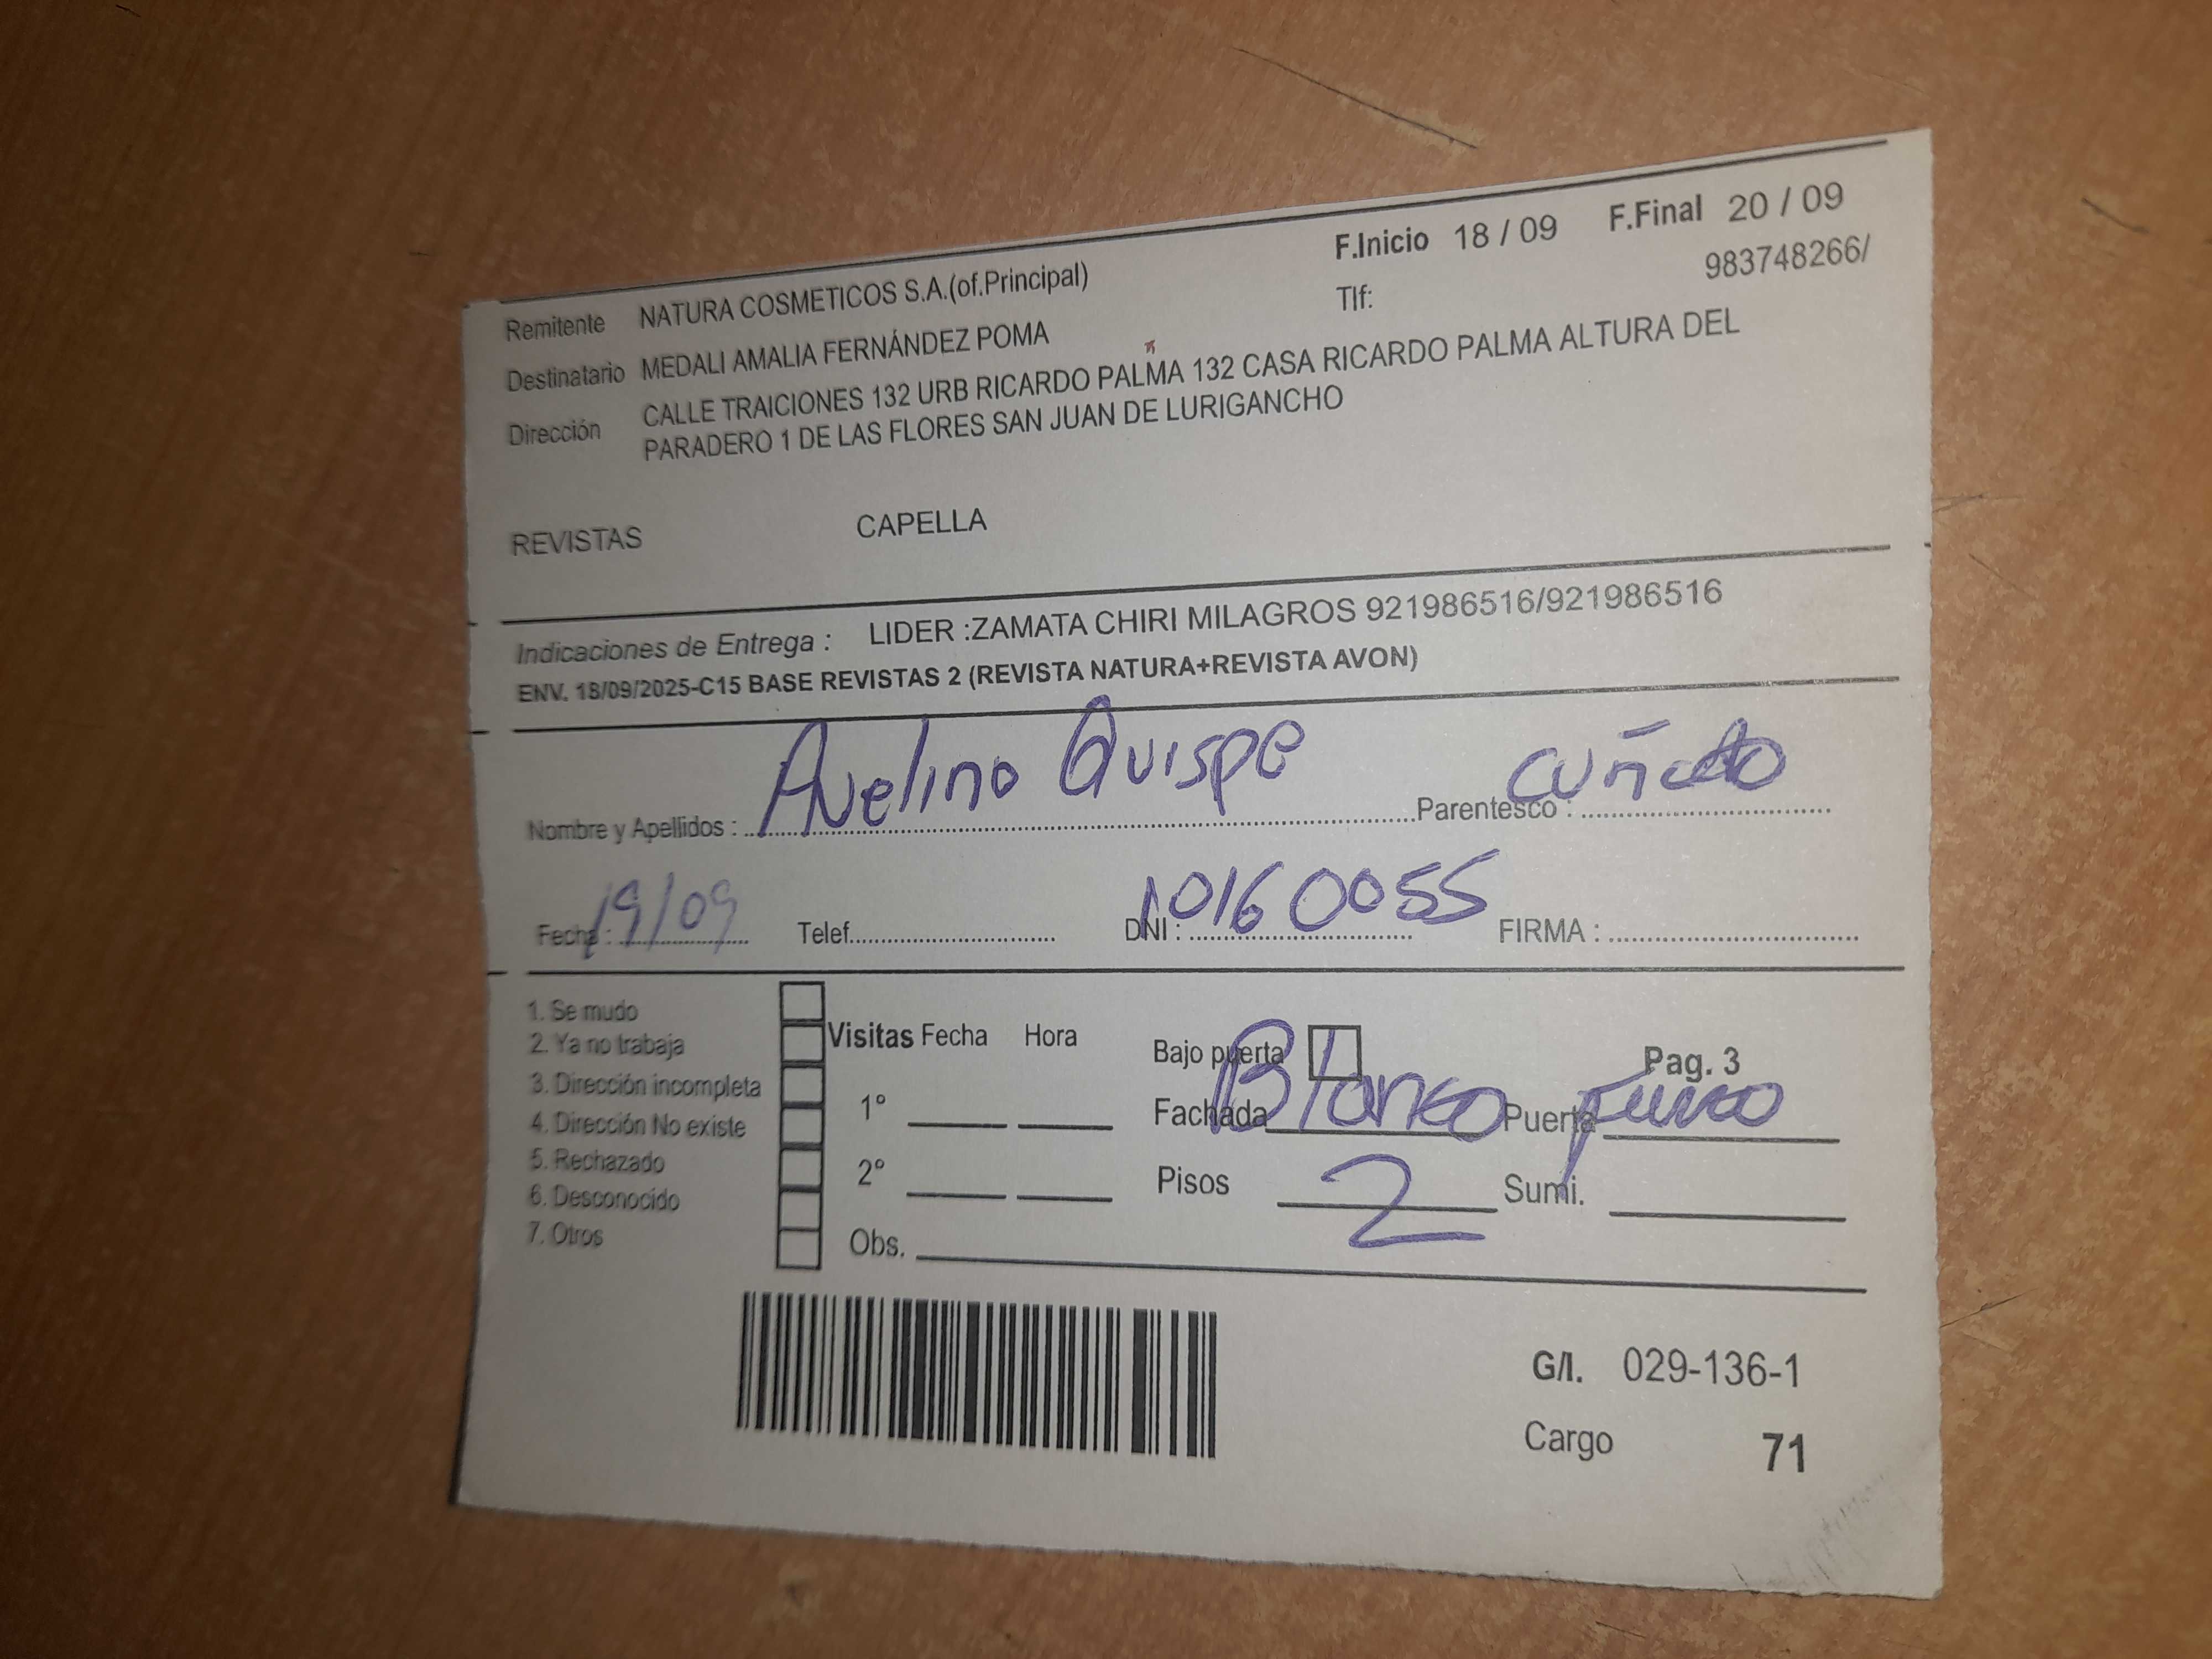 F.Inicio 18 / 09 F.Final 20 / 09
Remitente NATURA COSMETICOS S.A.(of.Principal) Tlf: 983748266/
Destinatario MEDALI AMALIA FERNÁNDEZ POMA
Dirección CALLE TRAICIONES 132 URB RICARDO PALMA 132 CASA RICARDO PALMA ALTURA DEL
PARADERO 1 DE LAS FLORES SAN JUAN DE LURIGANCHO
REVISTAS CAPELLA
Indicaciones de Entrega : LIDER :ZAMATA CHIRI MILAGROS 921986516/921986516
ENV. 18/09/2025-C15 BASE REVISTAS 2 (REVISTA NATURA+REVISTA AVON)
Nombre y Apellidos : Avelino Quispe Parentesco : cuñado
Fecha : 19/09 Telef. DNI : 10160055 FIRMA :
1. Se mudo
2. Ya no trabaja
3. Dirección incompleta
4. Dirección No existe
5. Rechazado
6. Desconocido
7. Otros
Visitas Fecha Hora
1°
2°
Obs.
Bajo puerta Pag. 3
Fachada Blanco Puerta
Pisos 2 Sumi.
G/I. 029-136-1
Cargo 71